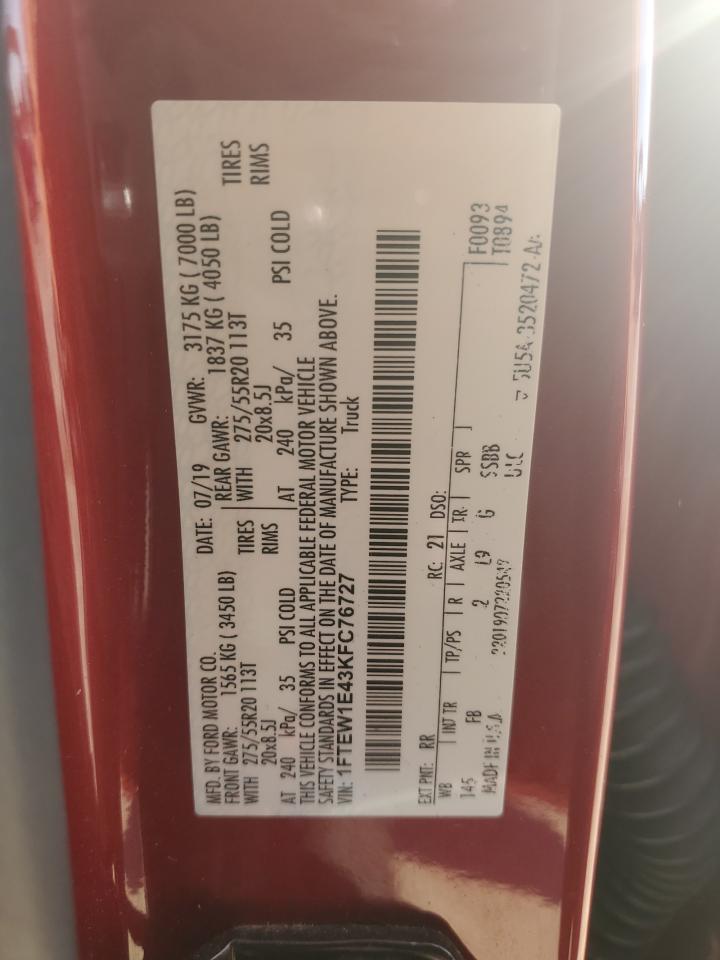 MFD. BY FORD MOTOR CO.
DATE: 07/19 GVWR: 3175 KG ( 7000 LB)
FRONT GAWR: 1565 KG ( 3450 LB) REAR GAWR: 1837 KG ( 4050 LB)
WITH 275/55R20 113T TIRES WITH 275/55R20 113T TIRES
20x8.5J RIMS 20x8.5J RIMS
AT 240 kPa/ 35 PSI COLD AT 240 kPa/ 35 PSI COLD
THIS VEHICLE CONFORMS TO ALL APPLICABLE FEDERAL MOTOR VEHICLE
SAFETY STANDARDS IN EFFECT ON THE DATE OF MANUFACTURE SHOWN ABOVE.
VIN: 1FTEW1E43KFC76727 TYPE: Truck
EXT PNT: RR RC: 21 DSO:
WB INT TR TP/PS R AXLE TR SPR F0093
145 FB 2 L9 G SSBB T0894
MADE IN U.S.A